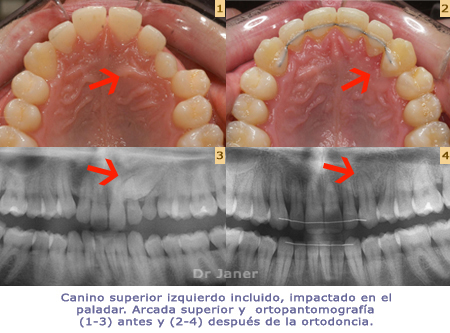 1
2
3
4
Dr Janer
Canino superior izquierdo incluido, impactado en el
paladar. Arcada superior y ortopantomografía
(1-3) antes y (2-4) después de la ortodoncia.